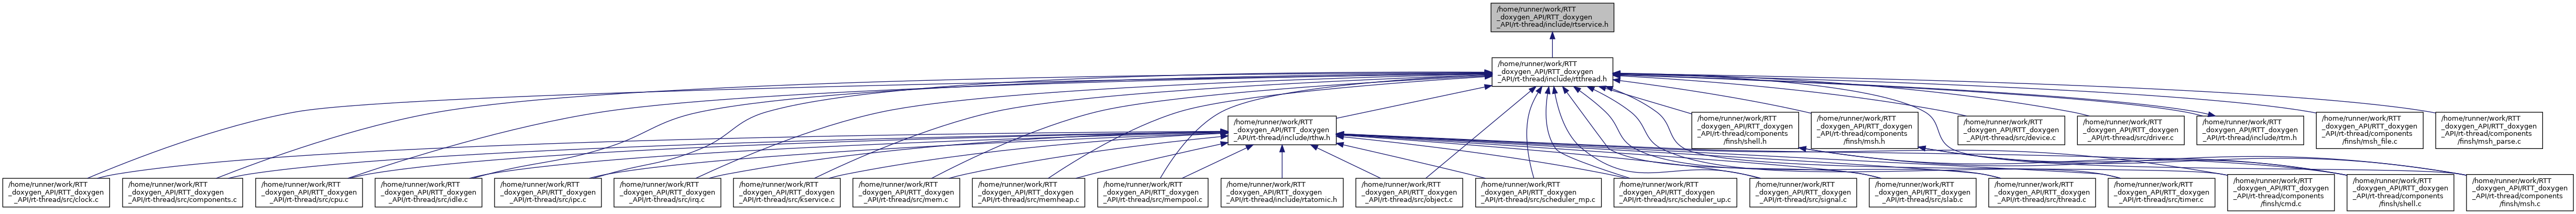 /home/runner/work/RTT
_doxygen_API/RTT_doxygen
_API/rt-thread/include/rtservice.h
/home/runner/work/RTT
_doxygen_API/RTT_doxygen
_API/rt-thread/include/rtthread.h
/home/runner/work/RTT
_doxygen_API/RTT_doxygen
_API/rt-thread/include/rthw.h
/home/runner/work/RTT
_doxygen_API/RTT_doxygen
_API/rt-thread/components
/finsh/shell.h
/home/runner/work/RTT
_doxygen_API/RTT_doxygen
_API/rt-thread/components
/finsh/msh.h
/home/runner/work/RTT
_doxygen_API/RTT_doxygen
_API/rt-thread/src/device.c
/home/runner/work/RTT
_doxygen_API/RTT_doxygen
_API/rt-thread/src/driver.c
/home/runner/work/RTT
_doxygen_API/RTT_doxygen
_API/rt-thread/include/rtm.h
/home/runner/work/RTT
_doxygen_API/RTT_doxygen
_API/rt-thread/components
/finsh/msh_file.c
/home/runner/work/RTT
_doxygen_API/RTT_doxygen
_API/rt-thread/components
/finsh/msh_parse.c
/home/runner/work/RTT
_doxygen_API/RTT_doxygen
_API/rt-thread/src/clock.c
/home/runner/work/RTT
_doxygen_API/RTT_doxygen
_API/rt-thread/src/components.c
/home/runner/work/RTT
_doxygen_API/RTT_doxygen
_API/rt-thread/src/cpu.c
/home/runner/work/RTT
_doxygen_API/RTT_doxygen
_API/rt-thread/src/idle.c
/home/runner/work/RTT
_doxygen_API/RTT_doxygen
_API/rt-thread/src/ipc.c
/home/runner/work/RTT
_doxygen_API/RTT_doxygen
_API/rt-thread/src/irq.c
/home/runner/work/RTT
_doxygen_API/RTT_doxygen
_API/rt-thread/src/kservice.c
/home/runner/work/RTT
_doxygen_API/RTT_doxygen
_API/rt-thread/src/mem.c
/home/runner/work/RTT
_doxygen_API/RTT_doxygen
_API/rt-thread/src/memheap.c
/home/runner/work/RTT
_doxygen_API/RTT_doxygen
_API/rt-thread/src/mempool.c
/home/runner/work/RTT
_doxygen_API/RTT_doxygen
_API/rt-thread/include/rtatomic.h
/home/runner/work/RTT
_doxygen_API/RTT_doxygen
_API/rt-thread/src/object.c
/home/runner/work/RTT
_doxygen_API/RTT_doxygen
_API/rt-thread/src/scheduler_mp.c
/home/runner/work/RTT
_doxygen_API/RTT_doxygen
_API/rt-thread/src/scheduler_up.c
/home/runner/work/RTT
_doxygen_API/RTT_doxygen
_API/rt-thread/src/signal.c
/home/runner/work/RTT
_doxygen_API/RTT_doxygen
_API/rt-thread/src/slab.c
/home/runner/work/RTT
_doxygen_API/RTT_doxygen
_API/rt-thread/src/thread.c
/home/runner/work/RTT
_doxygen_API/RTT_doxygen
_API/rt-thread/src/timer.c
/home/runner/work/RTT
_doxygen_API/RTT_doxygen
_API/rt-thread/components
/finsh/cmd.c
/home/runner/work/RTT
_doxygen_API/RTT_doxygen
_API/rt-thread/components
/finsh/shell.c
/home/runner/work/RTT
_doxygen_API/RTT_doxygen
_API/rt-thread/components
/finsh/msh.c